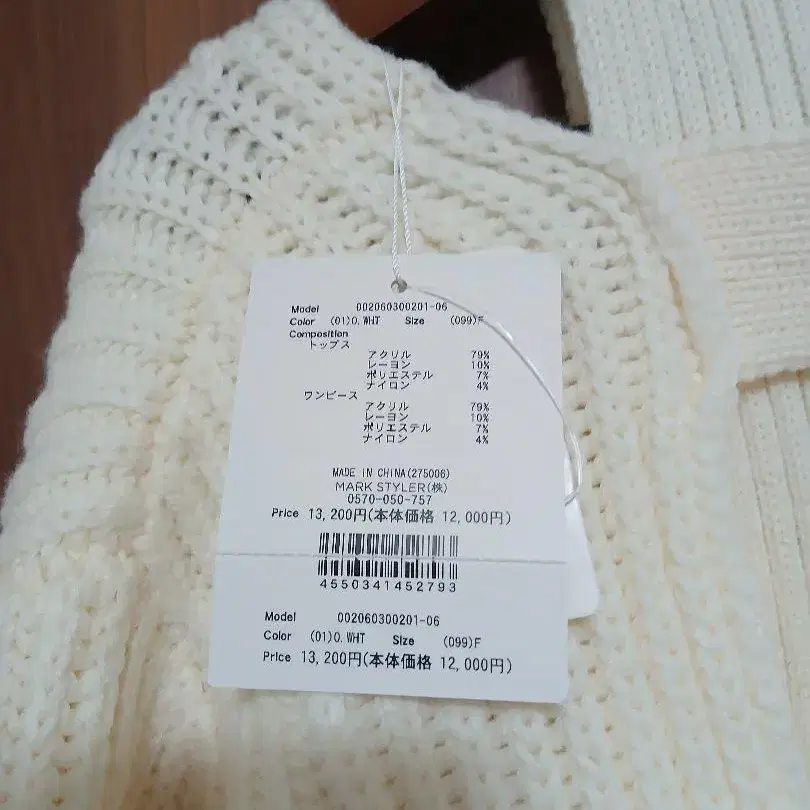 Model 002060300201-06
Color (01)O.WHT Size (099)F
Composition
トップス
アクリル 79%
レーヨン 10%
ポリエステル 7%
ナイロン 4%
ワンピース
アクリル 79%
レーヨン 10%
ポリエステル 7%
ナイロン 4%
MADE IN CHINA(275006)
MARK STYLER(株)
0570-050-757
Price 13,200円(本体価格 12,000円)
4550341452793
Model 002060300201-06
Color (01)O.WHT Size (099)F
Price 13,200円(本体価格 12,000円)